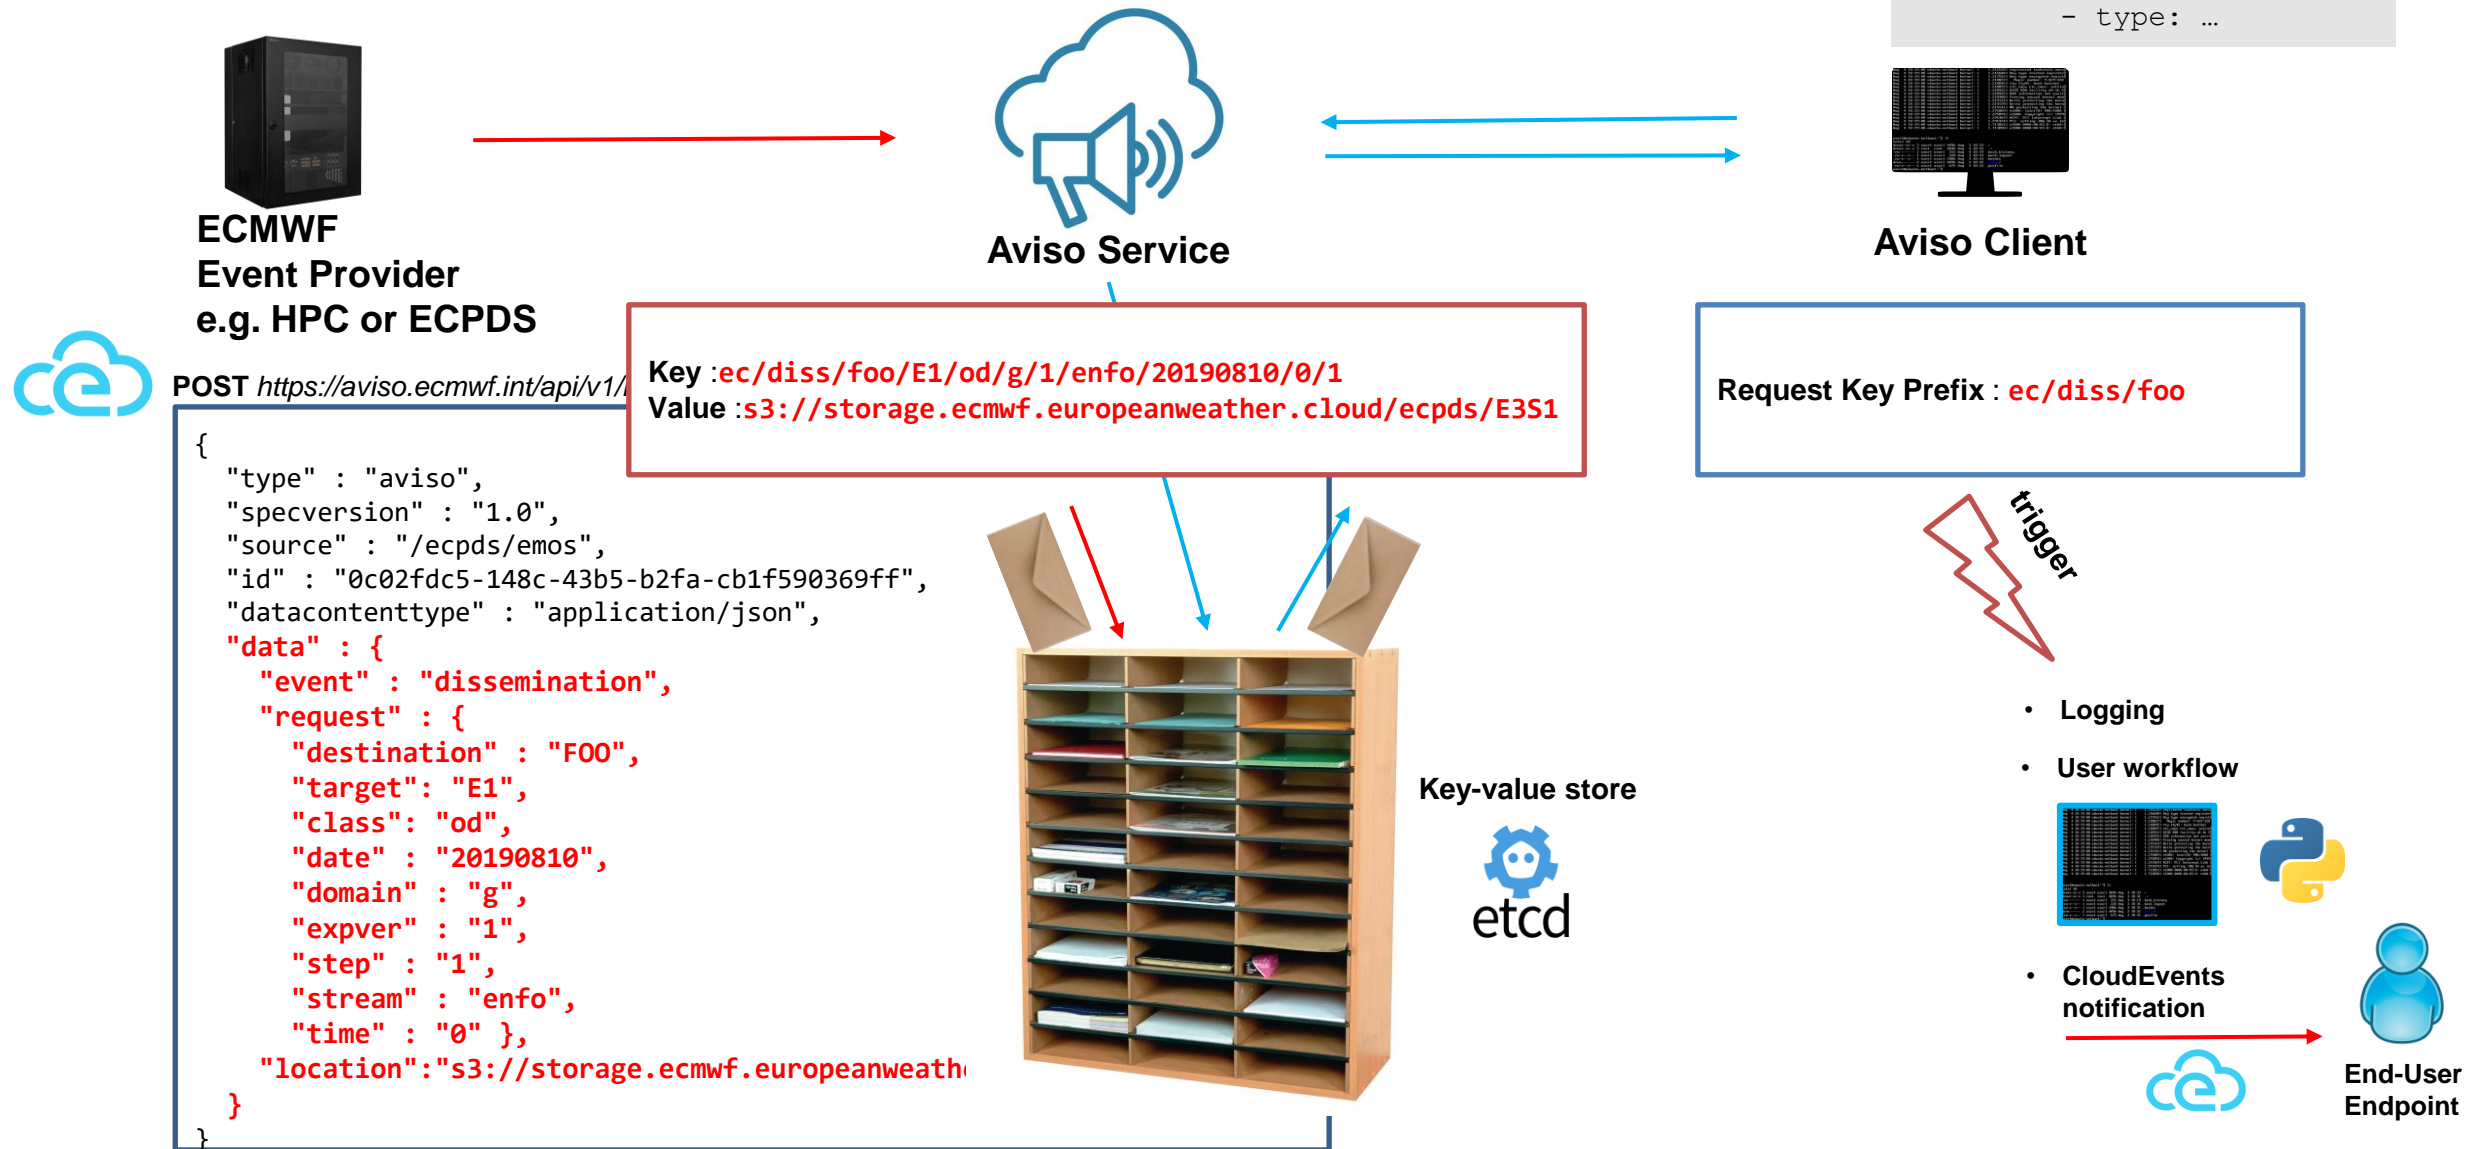 - type: …
ECMWF
Event Provider
e.g. HPC or ECPDS
Aviso Service
Aviso Client
POST https://aviso.ecmwf.int/api/v1/
Key :ec/diss/foo/E1/od/g/1/enfo/20190810/0/1
Value :s3://storage.ecmwf.europeanweather.cloud/ecpds/E3S1
Request Key Prefix : ec/diss/foo
{
"type" : "aviso",
"specversion" : "1.0",
"source" : "/ecpds/emos",
"id" : "0c02fdc5-148c-43b5-b2fa-cb1f590369ff",
"datacontenttype" : "application/json",
"data" : {
"event" : "dissemination",
"request" : {
"destination" : "FOO",
"target": "E1",
"class": "od",
"date" : "20190810",
"domain" : "g",
"expver" : "1",
"step" : "1",
"stream" : "enfo",
"time" : "0" },
"location":"s3://storage.ecmwf.europeanweath
}
}
Key-value store
etcd
trigger
• Logging
• User workflow
• CloudEvents
notification
End-User
Endpoint